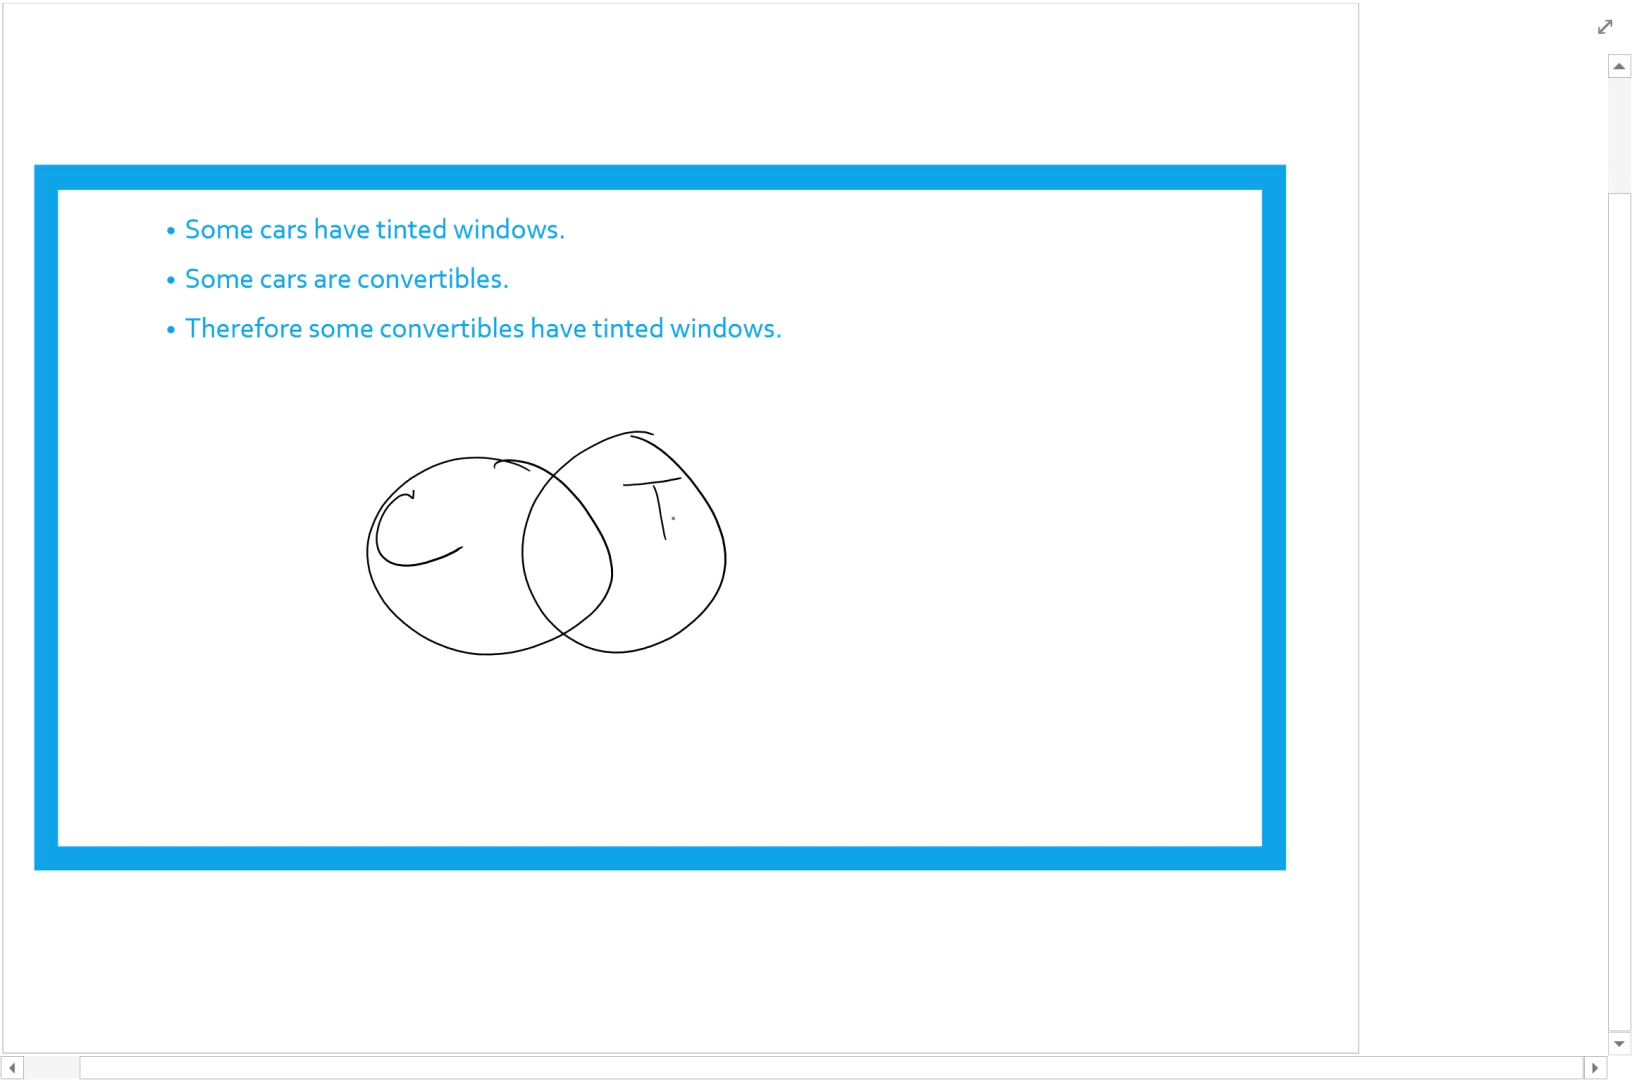 • Some cars have tinted windows.
• Some cars are convertibles.
• Therefore some convertibles have tinted windows.
C T